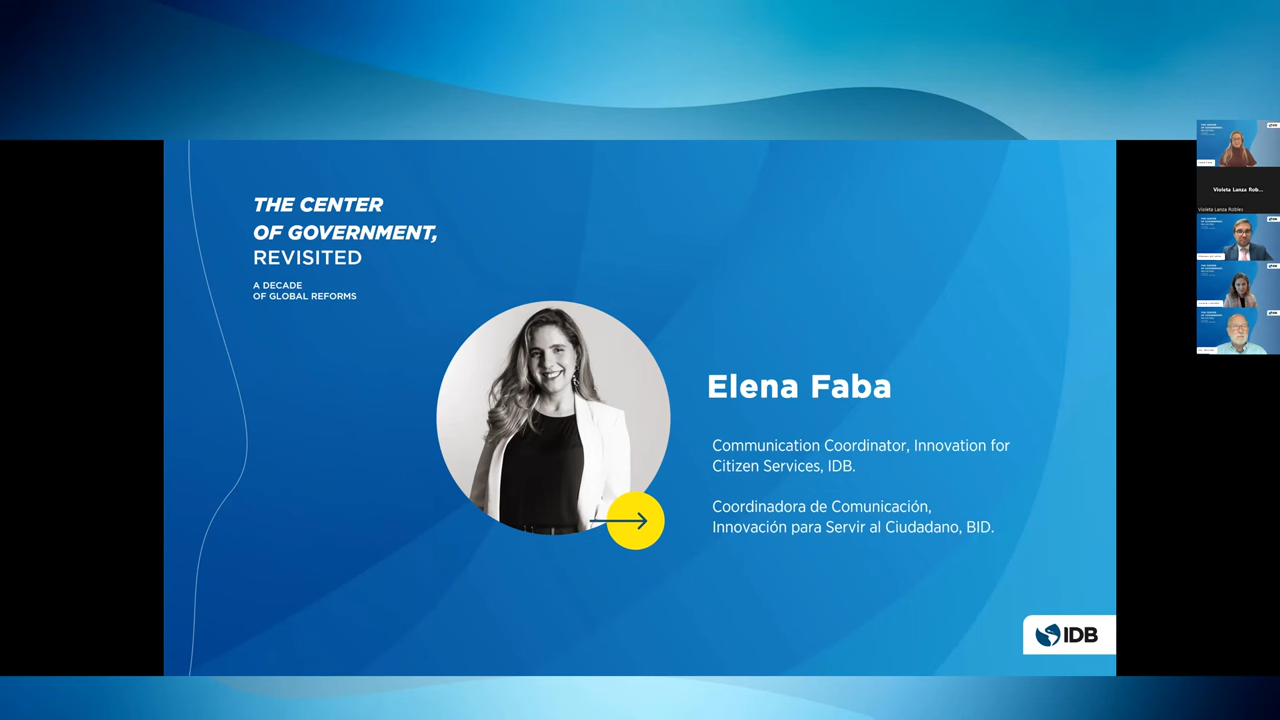 THE CENTER
OF GOVERNMENT,
REVISITED
A DECADE
OF GLOBAL REFORMS
Elena Faba
Communication Coordinator, Innovation for
Citizen Services, IDB.
Coordinadora de Comunicación,
Innovación para Servir al Ciudadano, BID.
IDB
Violeta Lanza Rob...
Violeta Lanza Robles